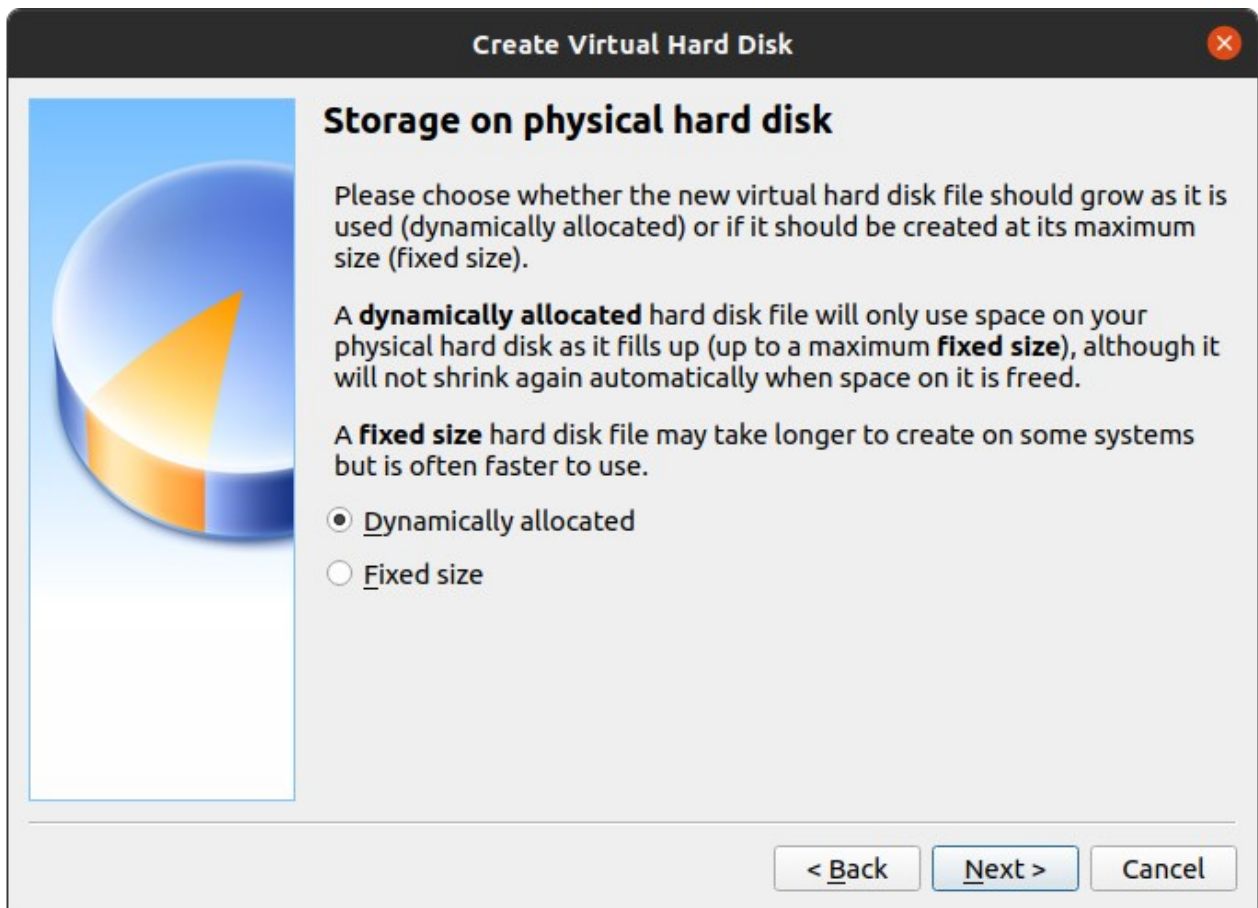 Create Virtual Hard Disk
Storage on physical hard disk
Please choose whether the new virtual hard disk file should grow as it is
used (dynamically allocated) or if it should be created at its maximum
size (fixed size).
A dynamically allocated hard disk file will only use space on your
physical hard disk as it fills up (up to a maximum fixed size), although it
will not shrink again automatically when space on it is freed.
A fixed size hard disk file may take longer to create on some systems
but is often faster to use.
Dynamically allocated
Fixed size
< Back Next > Cancel